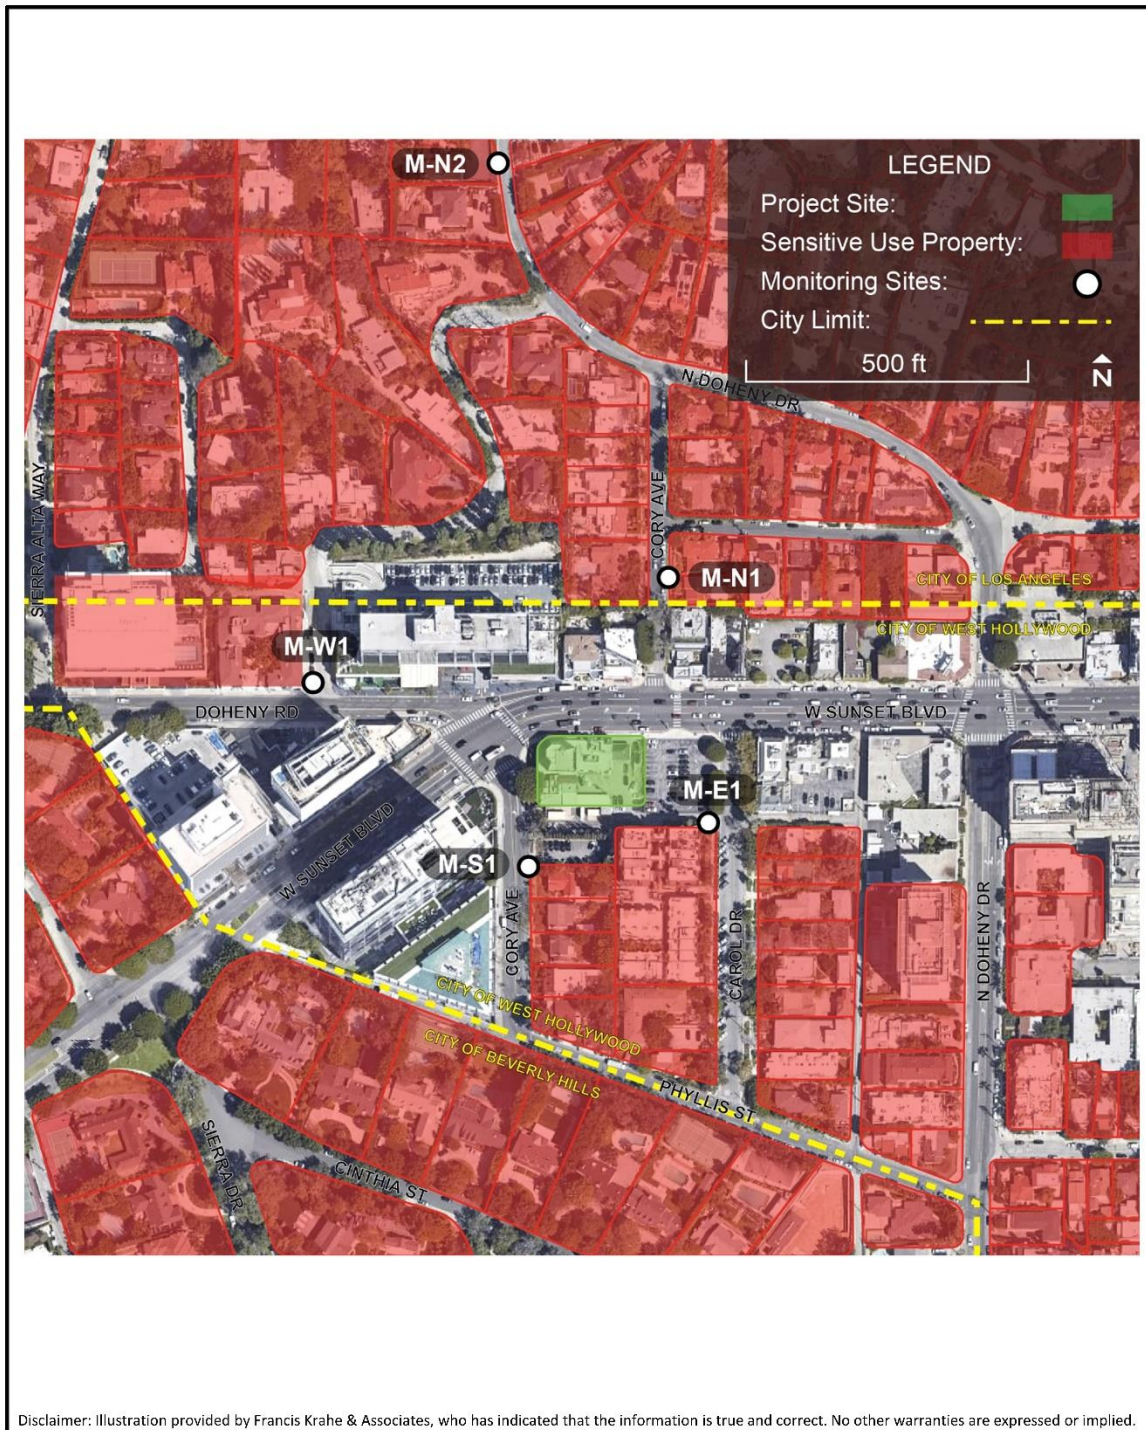 M-N2
LEGEND
Project Site:
Sensitive Use Property:
Monitoring Sites:
City Limit:
500 ft
N
N DOHENY DR
SIERRA ALTA WAY
CORY AVE
M-N1
CITY OF LOS ANGELES
CITY OF WEST HOLLYWOOD
M-W1
DOHENY RD
W SUNSET BLVD
M-E1
W SUNSET BLVD
M-S1
CORY AVE
CAROL DR
N DOHENY DR
CITY OF WEST HOLLYWOOD
CITY OF BEVERLY HILLS
PHYLLIS ST
SIERRA DR
CINTHIA ST
Disclaimer: Illustration provided by Francis Krahe & Associates, who has indicated that the information is true and correct. No other warranties are expressed or implied.